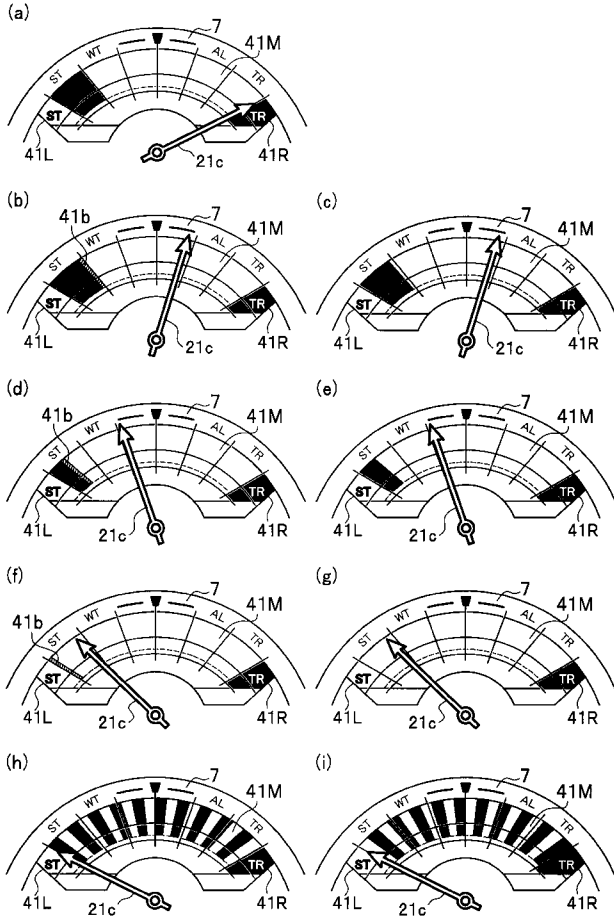 (a)
7
41M
ST WT AL TR
ST TR
41L 21c 41R
(b)
41b 7
41M
ST WT AL TR
ST TR
41L 21c 41R
(c)
7
41M
ST WT AL TR
ST TR
41L 21c 41R
(d)
41b 7
41M
ST WT AL TR
ST TR
41L 21c 41R
(e)
7
41M
ST WT AL TR
ST TR
41L 21c 41R
(f)
41b 7
41M
ST WT AL TR
ST TR
41L 21c 41R
(g)
7
41M
ST WT AL TR
ST TR
41L 21c 41R
(h)
7
41M
ST WT AL TR
ST TR
41L 21c 41R
(i)
7
41M
ST WT AL TR
ST TR
41L 21c 41R